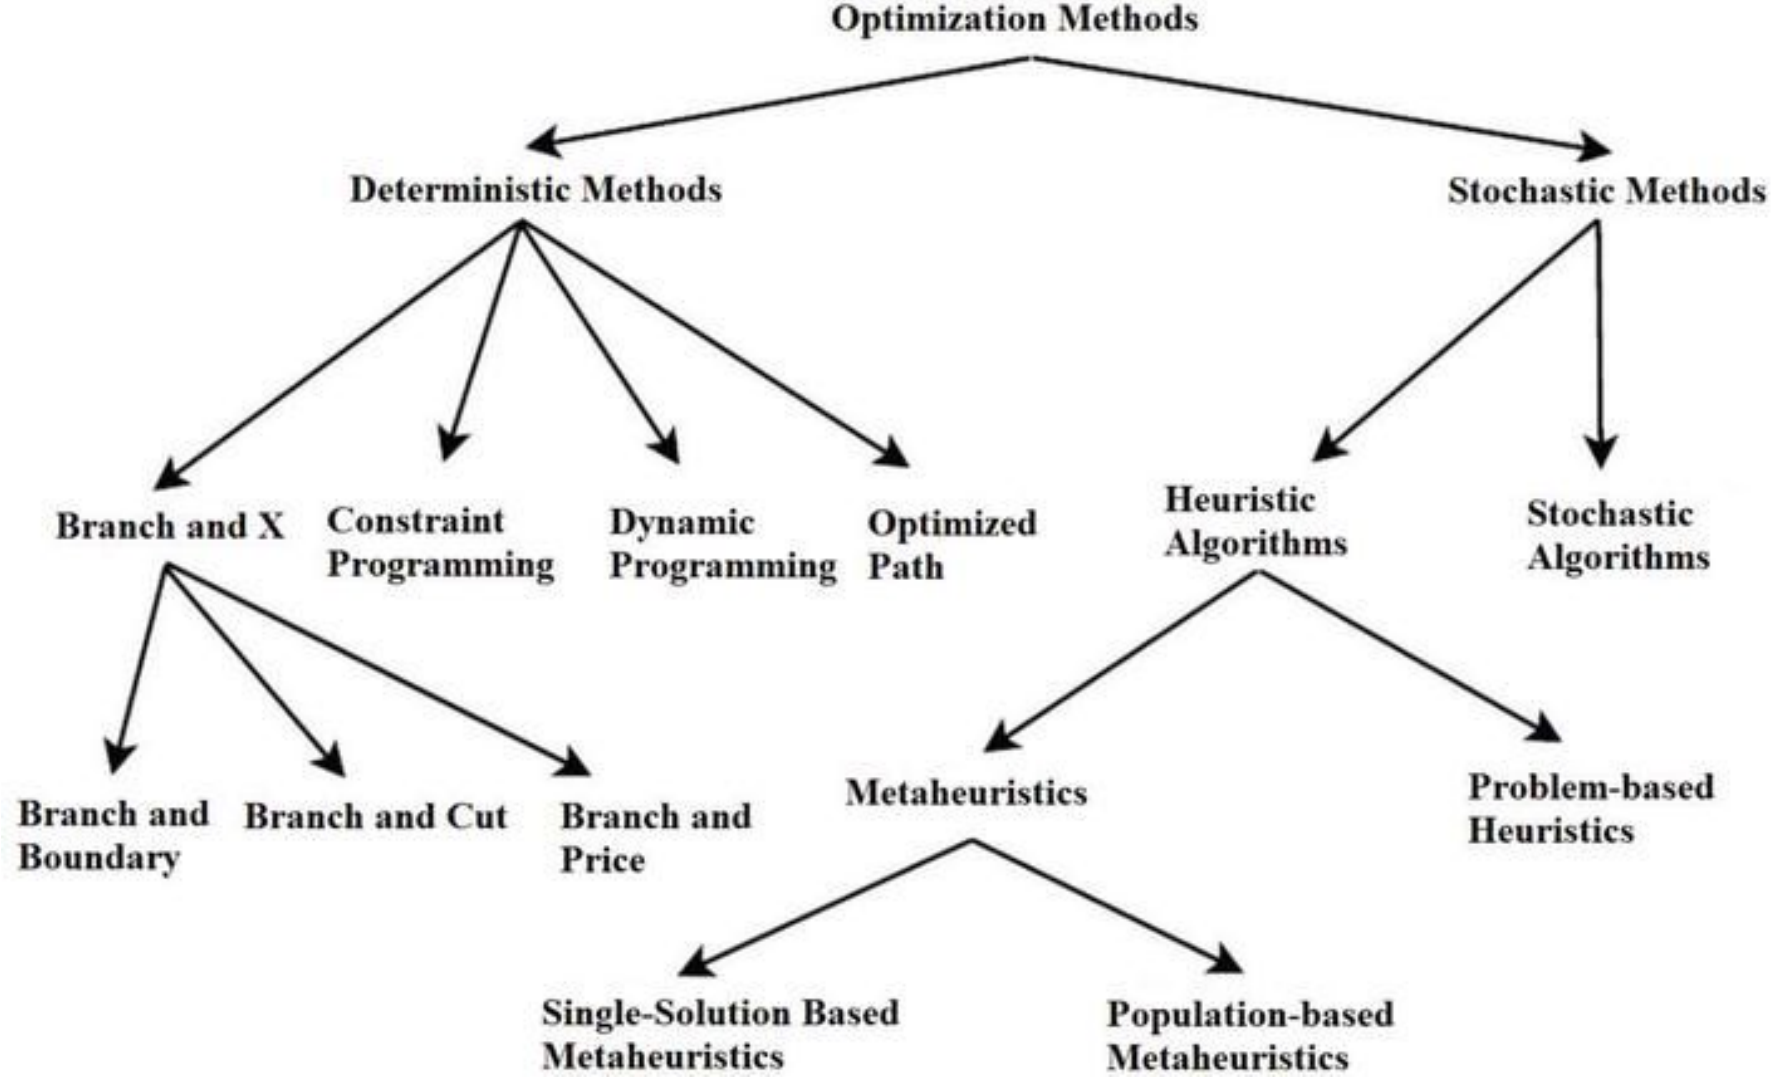 Optimization Methods
Deterministic Methods
Stochastic Methods
Branch and X
Constraint
Programming
Dynamic
Programming
Optimized
Path
Heuristic
Algorithms
Stochastic
Algorithms
Branch and
Boundary
Branch and Cut
Branch and
Price
Metaheuristics
Problem-based
Heuristics
Single-Solution Based
Metaheuristics
Population-based
Metaheuristics